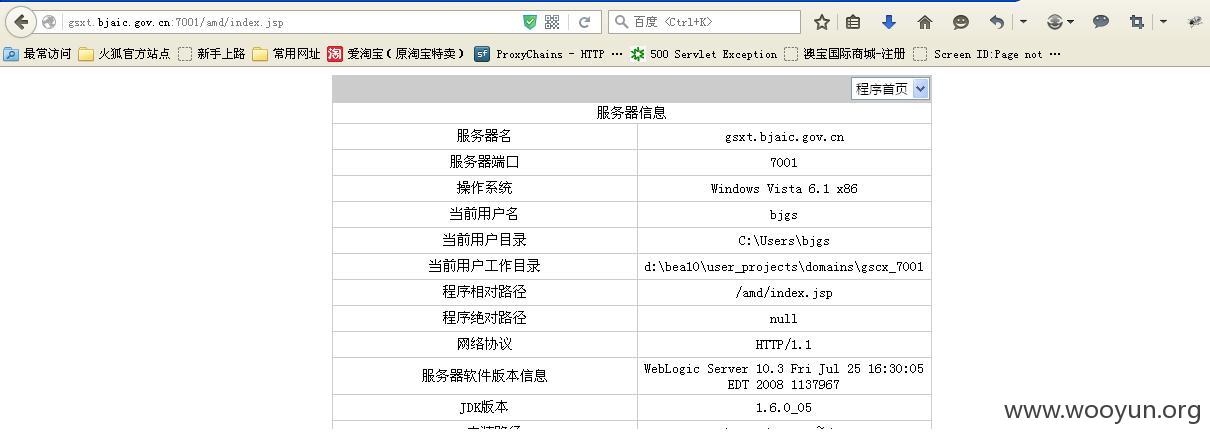 gsxt.bjaic.gov.cn:7001/amd/index.jsp
百度 <Ctrl+K>
最常访问 火狐官方站点 新手上路 常用网址 爱淘宝（原淘宝特卖） ProxyChains - HTTP ... 500 Servlet Exception 澳宝国际商城-注册 Screen ID:Page not ...
程序首页
服务器信息
服务器名 gsxt.bjaic.gov.cn
服务器端口 7001
操作系统 Windows Vista 6.1 x86
当前用户名 bjgs
当前用户目录 C:\Users\bjgs
当前用户工作目录 d:\bea10\user_projects\domains\gscx_7001
程序相对路径 /amd/index.jsp
程序绝对路径 null
网络协议 HTTP/1.1
服务器软件版本信息 WebLogic Server 10.3 Fri Jul 25 16:30:05
EDT 2008 1137967
JDK版本 1.6.0_05
www.wooyun.org